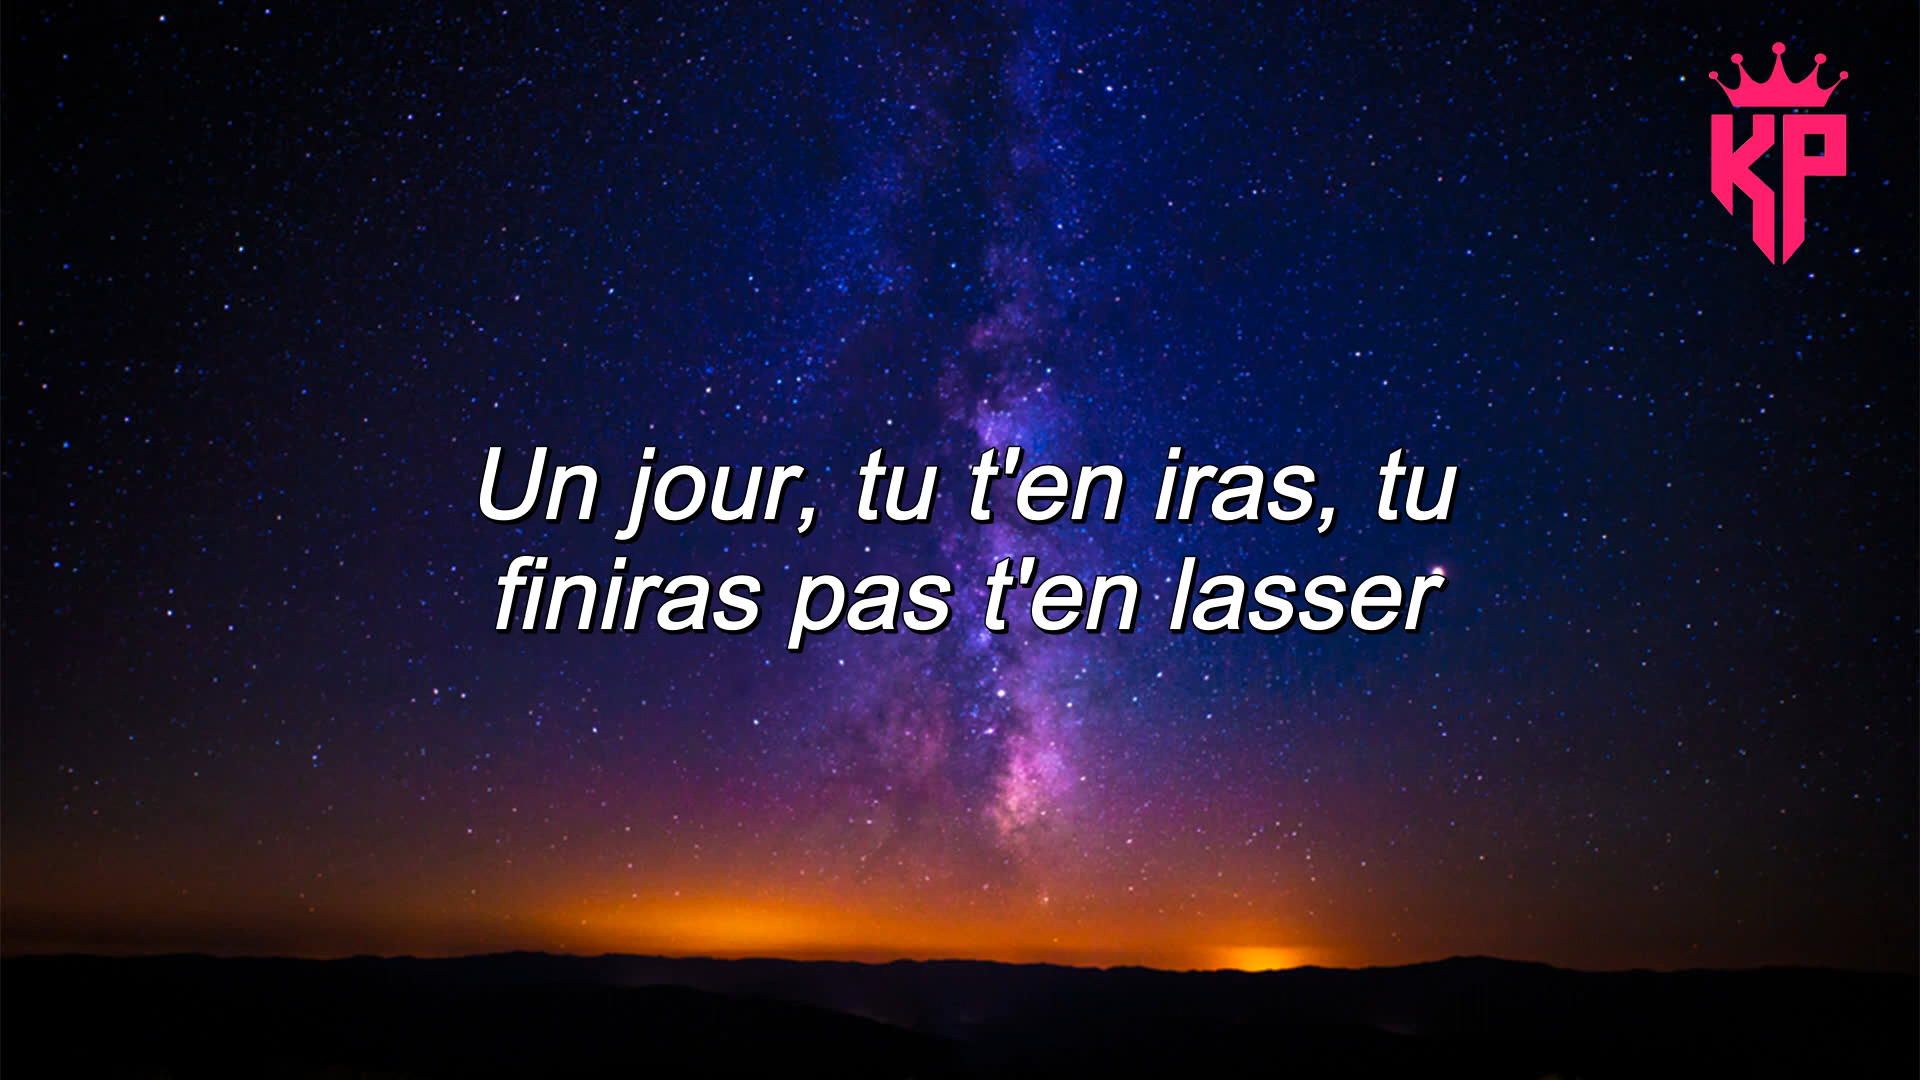 KP
Un jour, tu t'en iras, tu
finiras pas t'en lasser